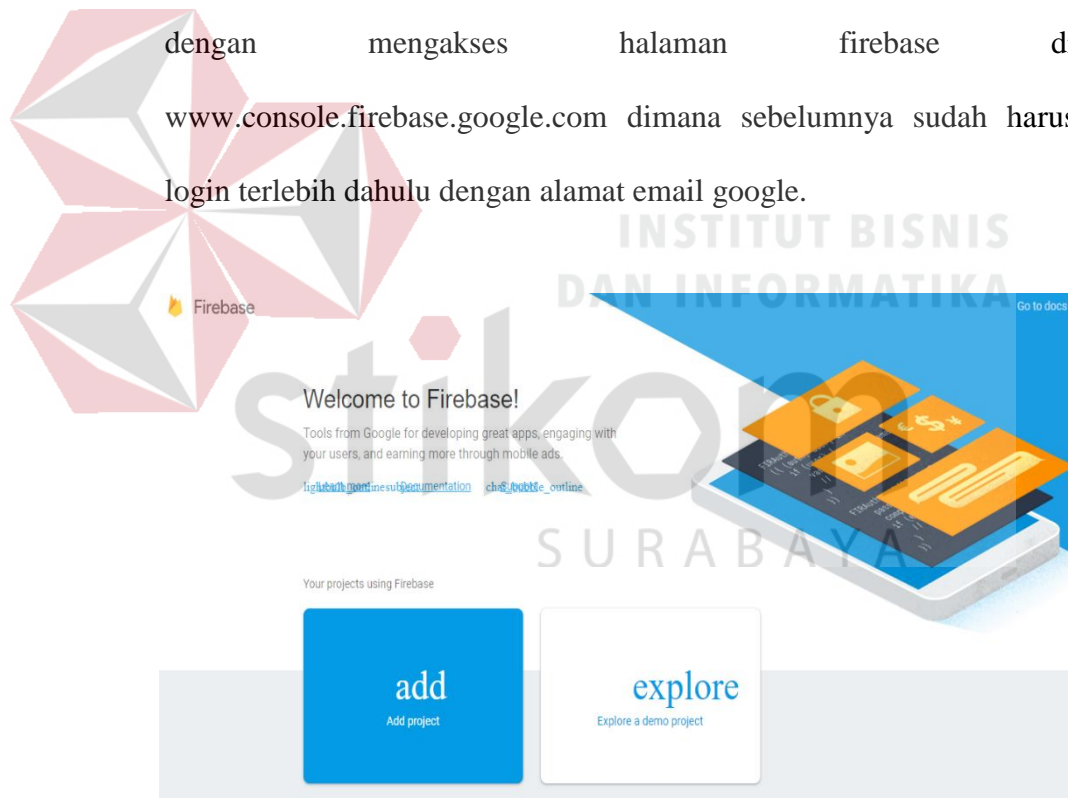 dengan mengakses halaman firebase di
www.console.firebase.google.com dimana sebelumnya sudah harus
login terlebih dahulu dengan alamat email google.
INSTITUT BISNIS
DAN INFORMATIKA
Firebase
Go to docs
stikom
Welcome to Firebase!
Tools from Google for developing great apps, engaging with
your users, and earning more through mobile ads.
Documentation
SURABAYA
Your projects using Firebase
add
Add project
explore
Explore a demo project